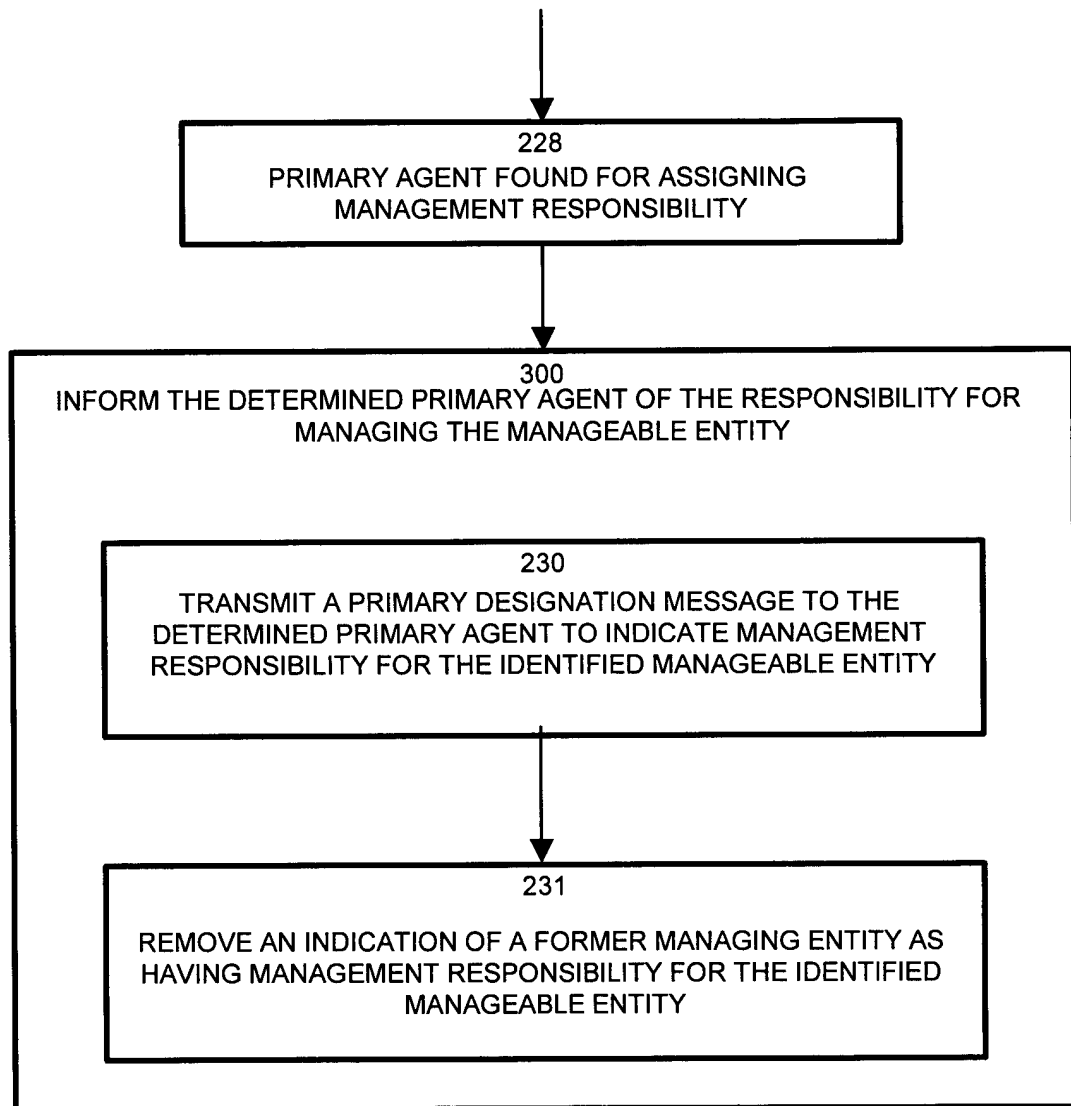 228
PRIMARY AGENT FOUND FOR ASSIGNING
MANAGEMENT RESPONSIBILITY
300
INFORM THE DETERMINED PRIMARY AGENT OF THE RESPONSIBILITY FOR
MANAGING THE MANAGEABLE ENTITY
230
TRANSMIT A PRIMARY DESIGNATION MESSAGE TO THE
DETERMINED PRIMARY AGENT TO INDICATE MANAGEMENT
RESPONSIBILITY FOR THE IDENTIFIED MANAGEABLE ENTITY
231
REMOVE AN INDICATION OF A FORMER MANAGING ENTITY AS
HAVING MANAGEMENT RESPONSIBILITY FOR THE IDENTIFIED
MANAGEABLE ENTITY